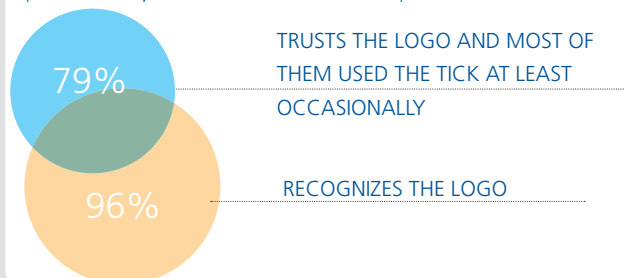 79%
TRUSTS THE LOGO AND MOST OF
THEM USED THE TICK AT LEAST
OCCASIONALLY
RECOGNIZES THE LOGO
96%